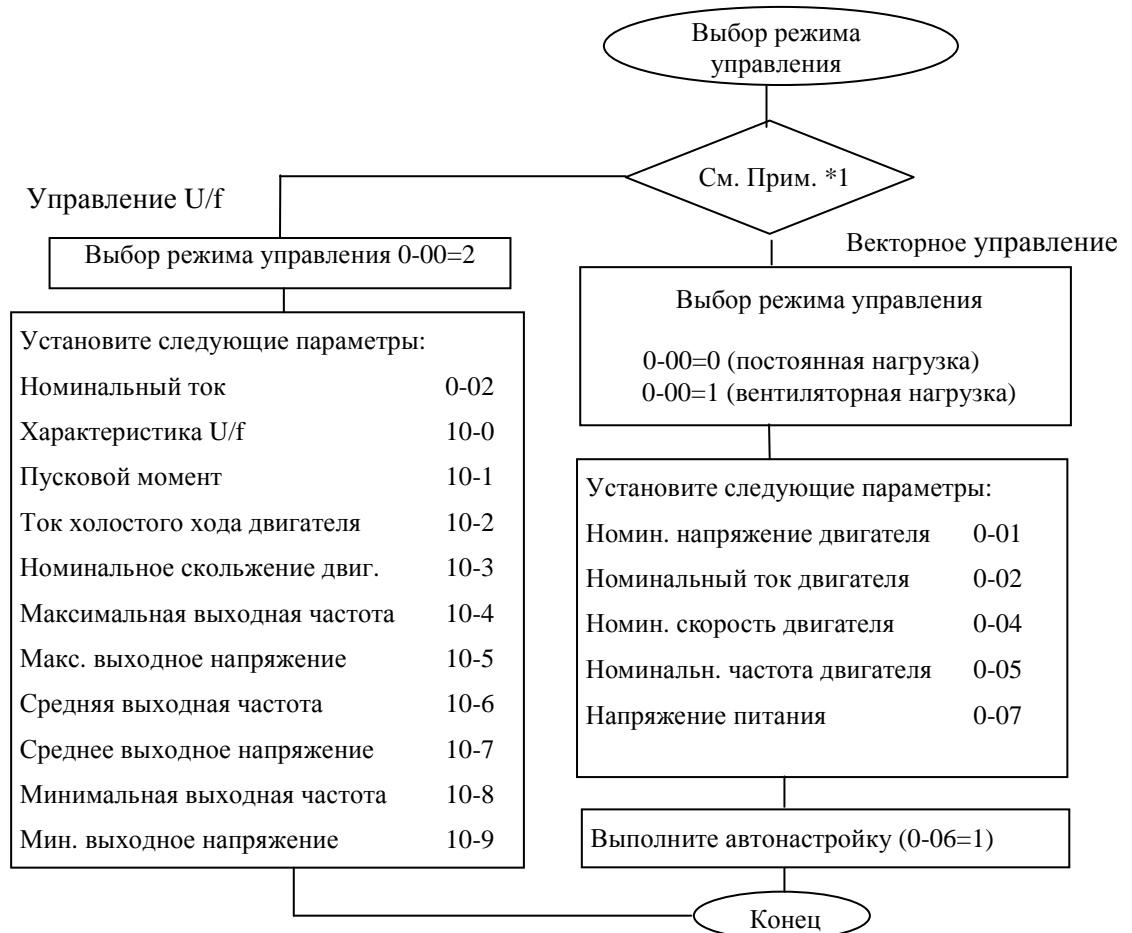 Выбор режима
управления
См. Прим. *1
Управление U/f
Выбор режима управления 0-00=2
Установите следующие параметры:
Номинальный ток 0-02
Характеристика U/f 10-0
Пусковой момент 10-1
Ток холостого хода двигателя 10-2
Номинальное скольжение двиг. 10-3
Максимальная выходная частота 10-4
Макс. выходное напряжение 10-5
Средняя выходная частота 10-6
Среднее выходное напряжение 10-7
Минимальная выходная частота 10-8
Мин. выходное напряжение 10-9
Векторное управление
Выбор режима управления
0-00=0 (постоянная нагрузка)
0-00=1 (вентиляторная нагрузка)
Установите следующие параметры:
Номин. напряжение двигателя 0-01
Номинальный ток двигателя 0-02
Номин. скорость двигателя 0-04
Номинальн. частота двигателя 0-05
Напряжение питания 0-07
Выполните автонастройку (0-06=1)
Конец